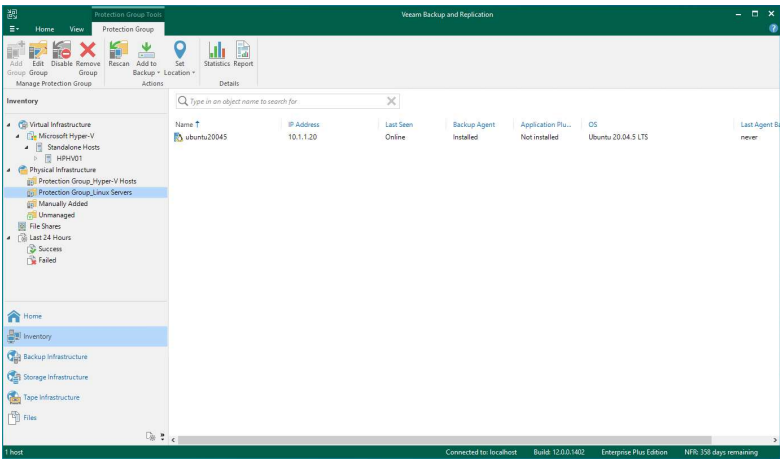 Protection Group Tools
Veeam Backup and Replication
Home View Protection Group
Add Group
Edit Group
Disable
Remove Group
Rescan
Add to Backup
Set Location
Statistics
Report
Manage Protection Group
Actions
Details
Inventory
Type in an object name to search for
Virtual Infrastructure
Microsoft Hyper-V
Standalone Hosts
HPHV01
Physical Infrastructure
Protection Group_Hyper-V Hosts
Protection Group_Linux Servers
Manually Added
Unmanaged
File Shares
Last 24 Hours
Success
Failed
Name IP Address Last Seen Backup Agent Application Plu... OS Last Agent Ba
ubuntu20045 10.1.1.20 Online Installed Not installed Ubuntu 20.04.5 LTS never
Home
Inventory
Backup Infrastructure
Storage Infrastructure
Tape Infrastructure
Files
1 host
Connected to: localhost Build: 12.0.0.1402 Enterprise Plus Edition NFR: 358 days remaining